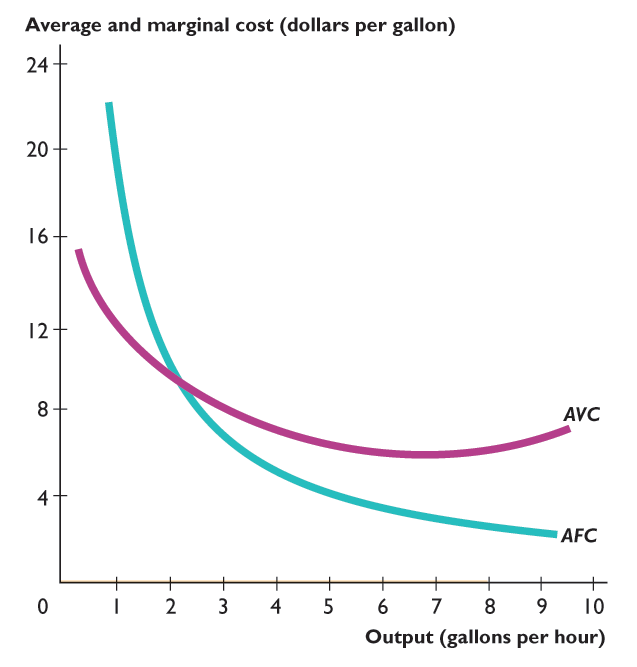 Average and marginal cost (dollars per gallon)
24
20
16
12
8
AVC
4
AFC
0 1 2 3 4 5 6 7 8 9 10
Output (gallons per hour)